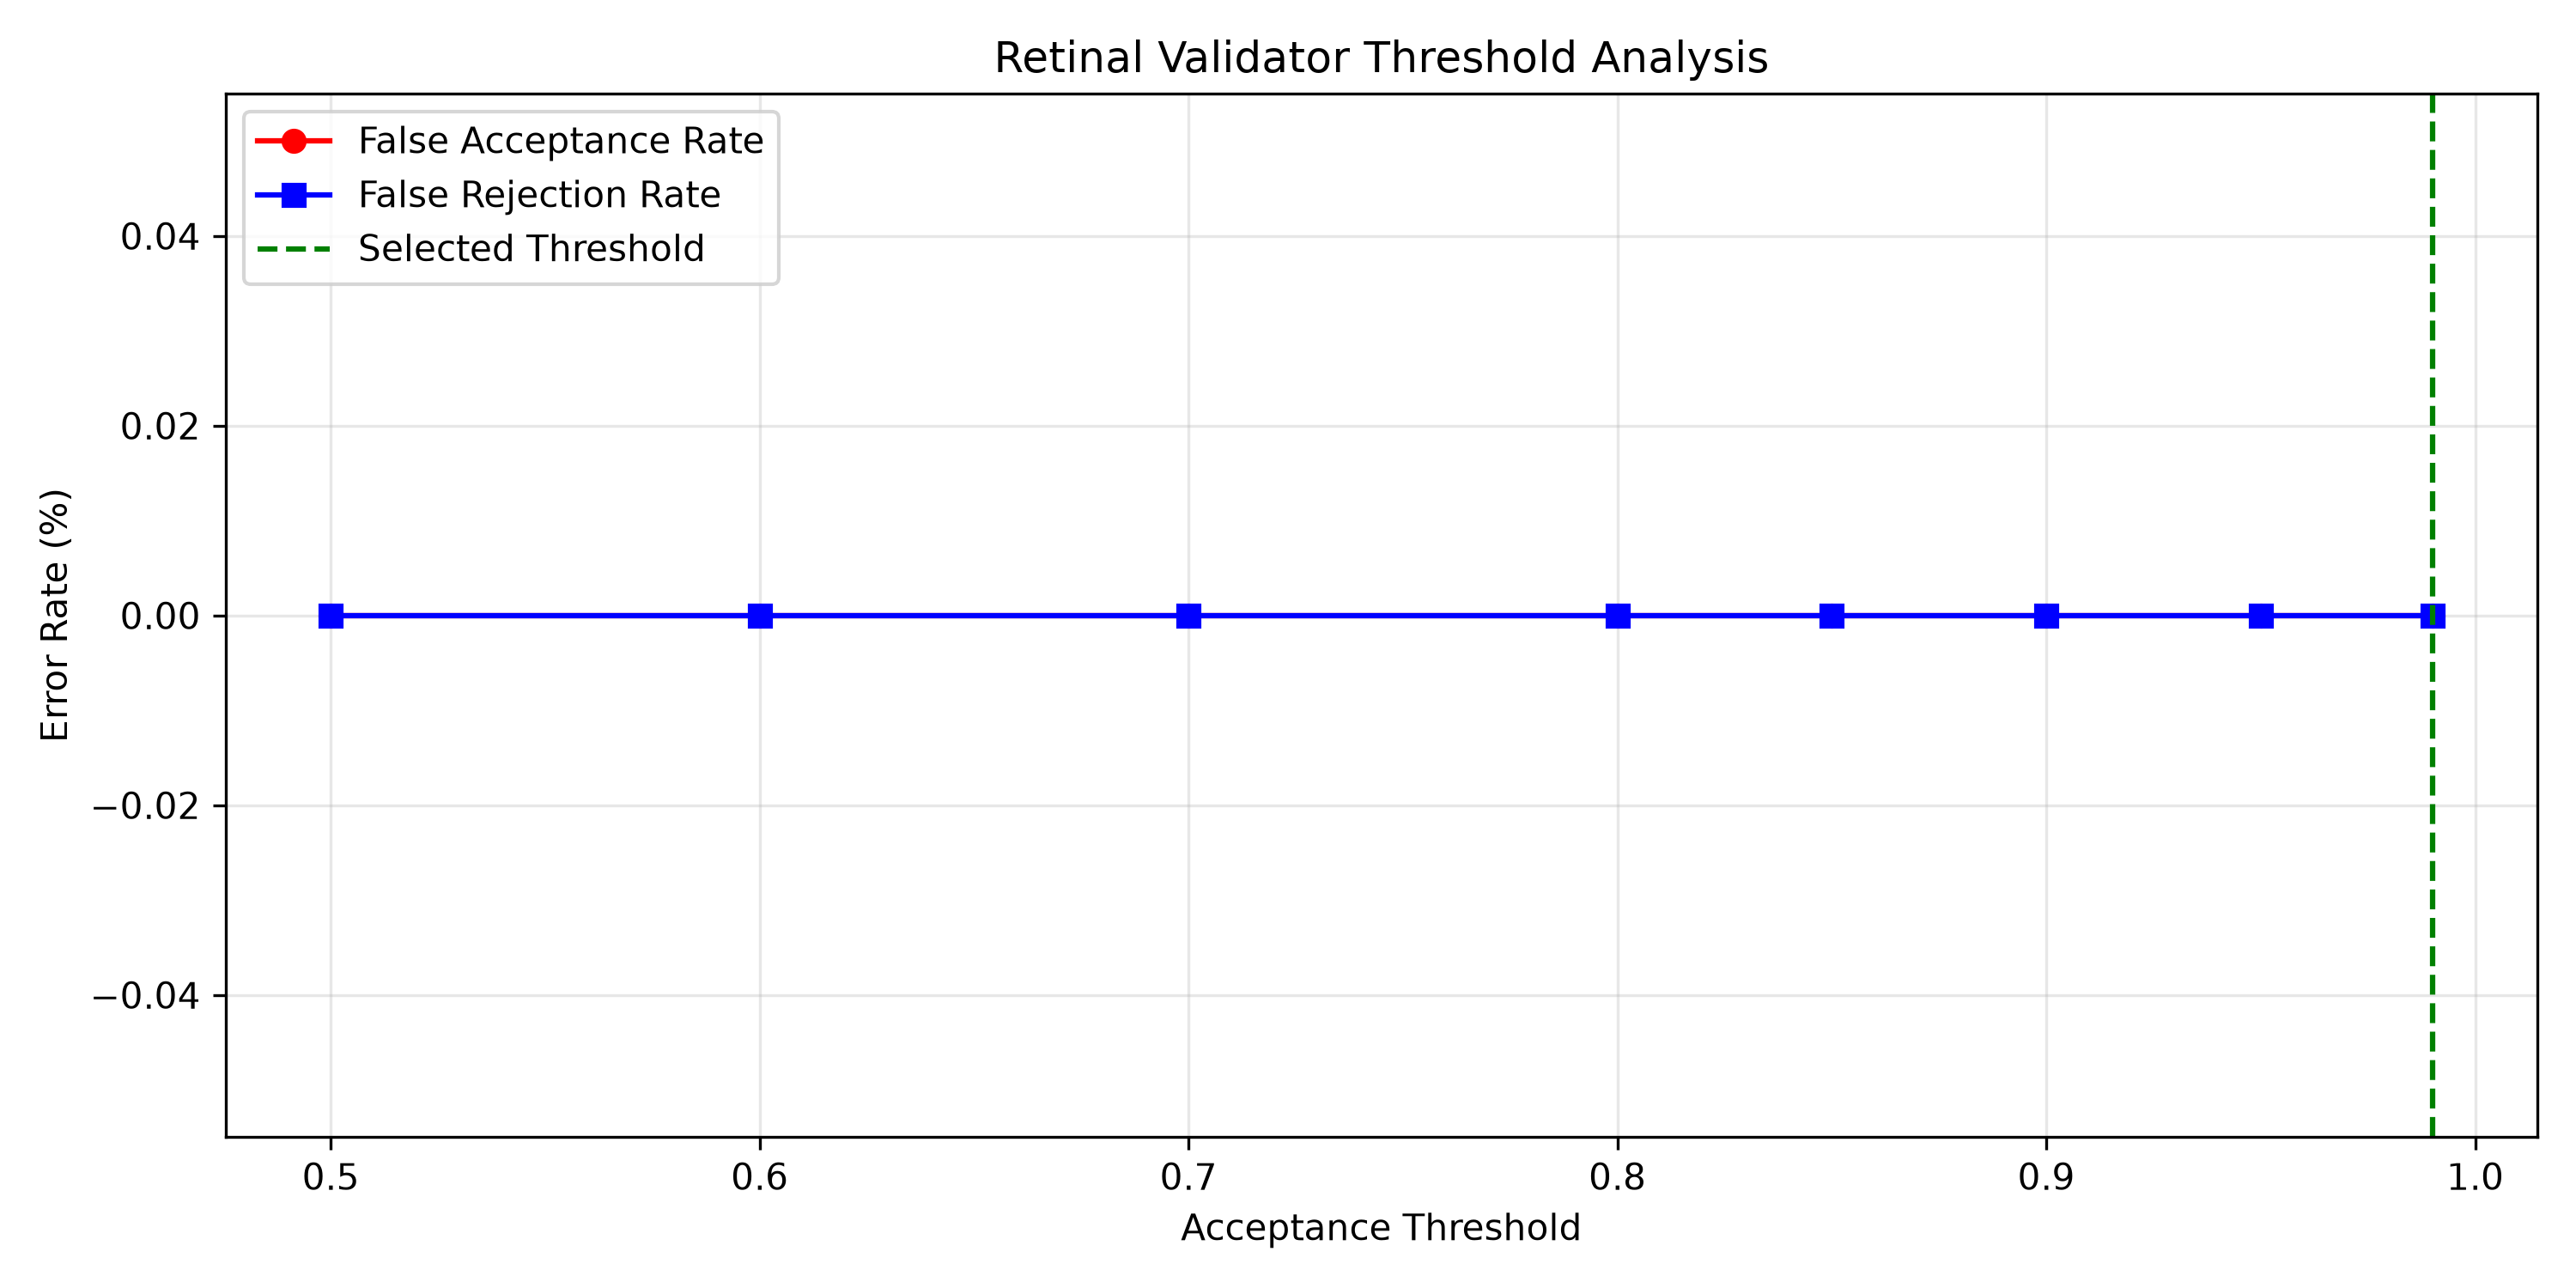 Retinal Validator Threshold Analysis
False Acceptance Rate
False Rejection Rate
Selected Threshold
Error Rate (%)
0.04
0.02
0.00
−0.02
−0.04
0.5
0.6
0.7
0.8
0.9
1.0
Acceptance Threshold